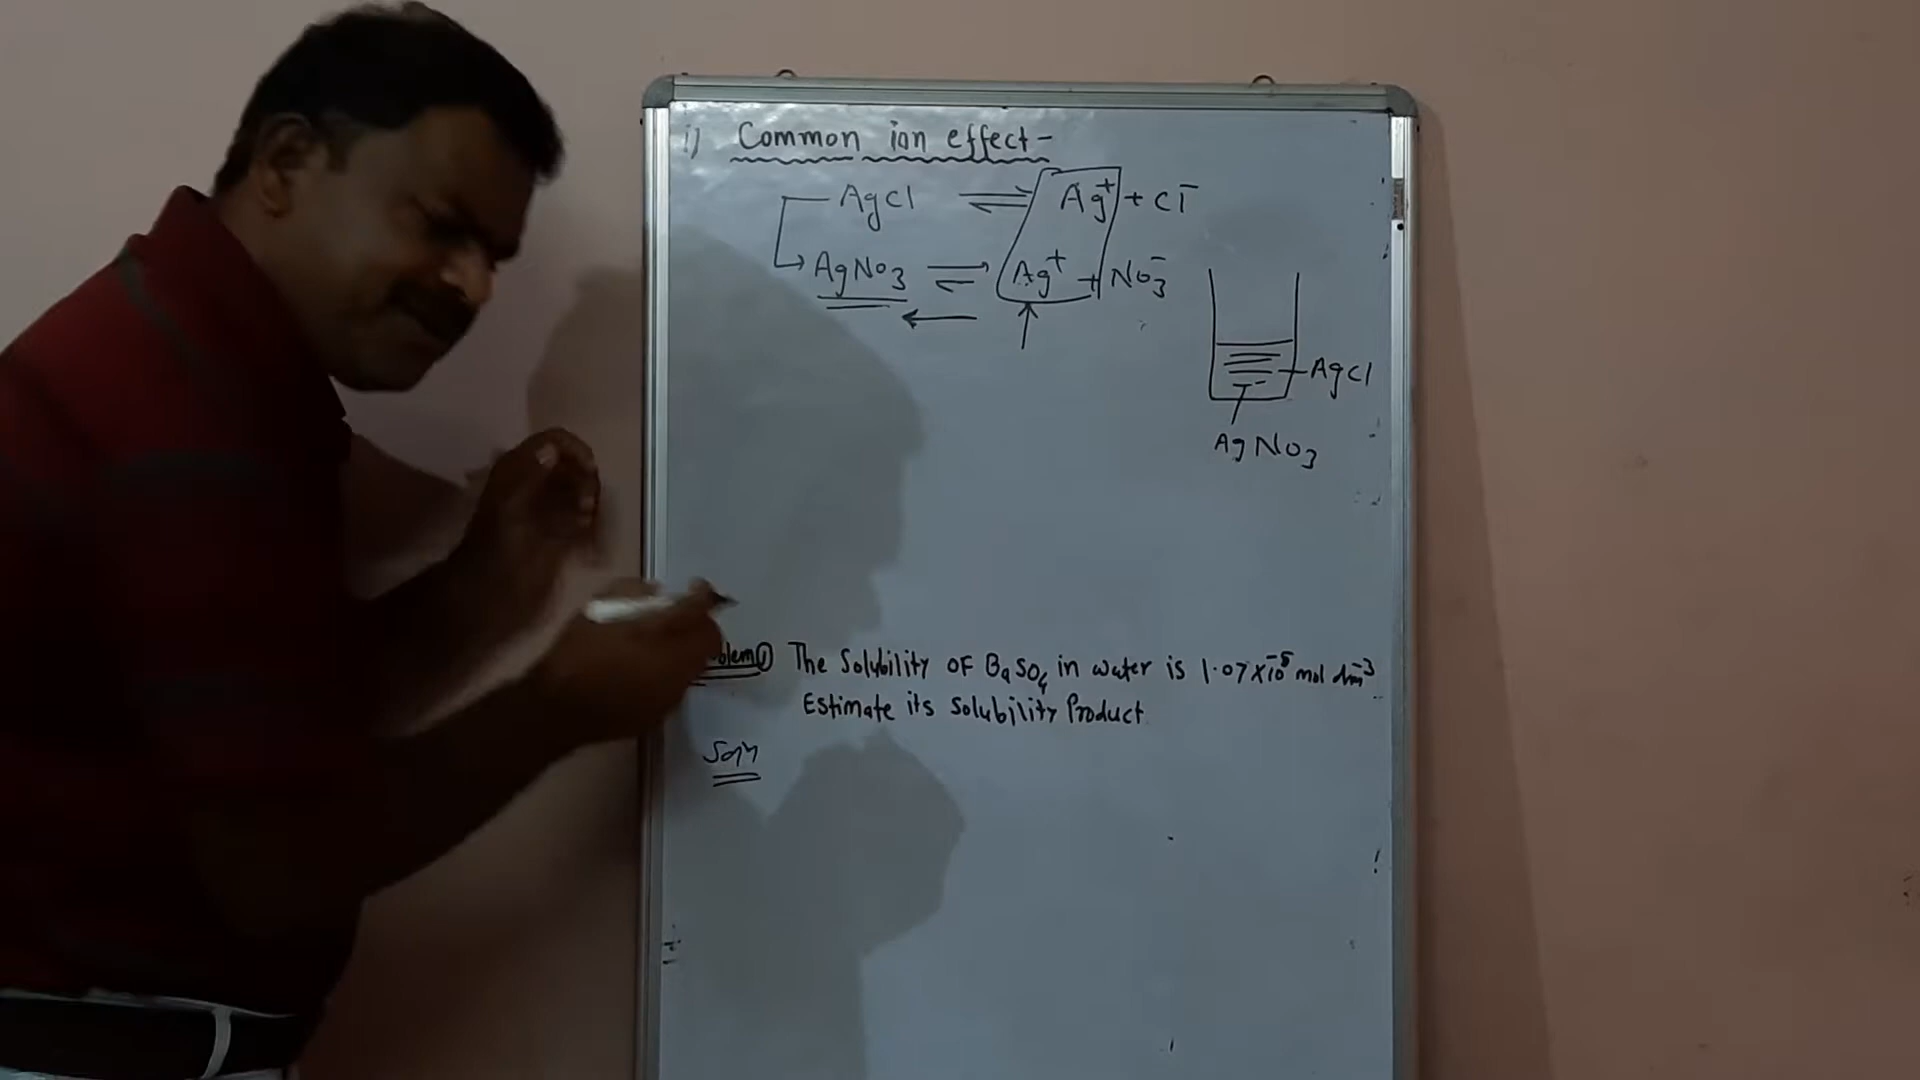 i) Common ion effect-
AgCl ⇌ Ag⁺ + Cl⁻
AgNO3 ⇌ Ag⁺ + NO3⁻
AgCl
AgNO3
The Solubility of BaSO4 in water is 1.07×10⁻⁵ mol dm⁻³
Estimate its Solubility Product
Soln